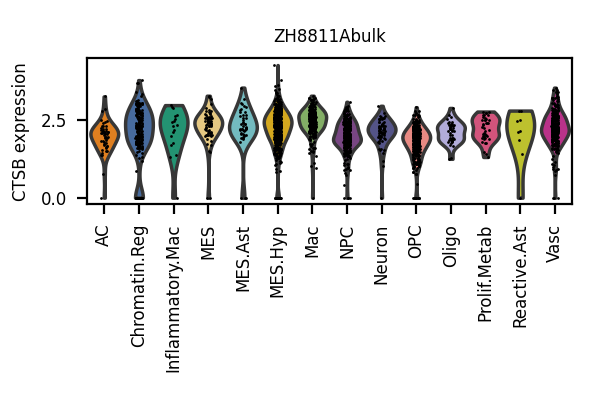 ZH8811Abulk
CTSB expression
2.5
0.0
AC
Chromatin.Reg
Inflammatory.Mac
MES
MES.Ast
MES.Hyp
Mac
NPC
Neuron
OPC
Oligo
Prolif.Metab
Reactive.Ast
Vasc